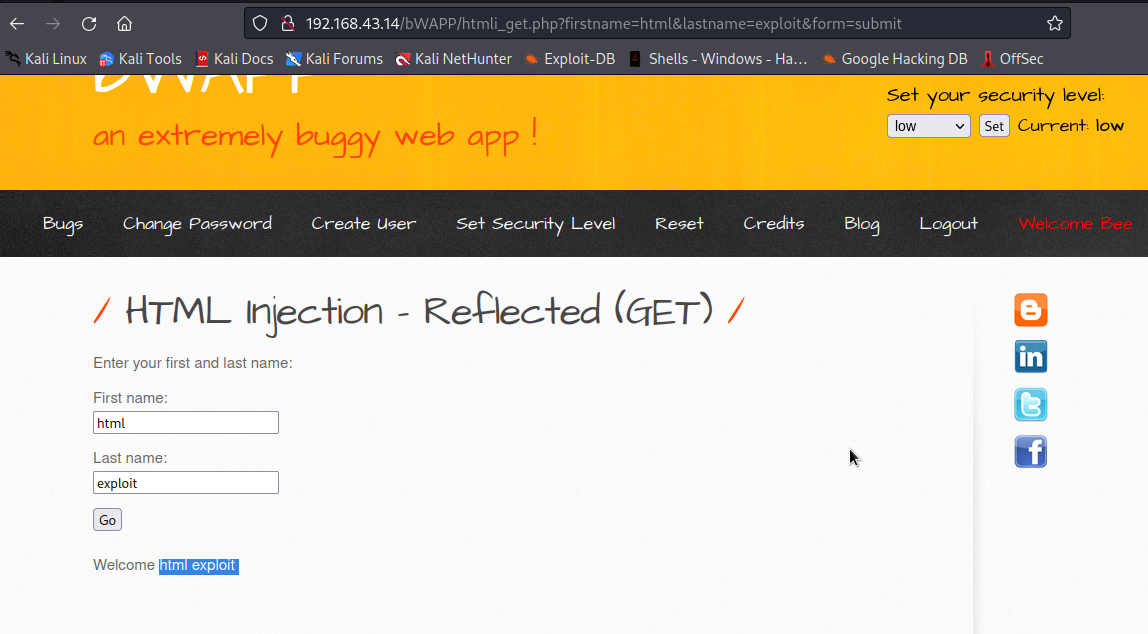 192.168.43.14/bWAPP/htmli_get.php?firstname=html&lastname=exploit&form=submit
Kali Linux Kali Tools Kali Docs Kali Forums Kali NetHunter Exploit-DB Shells - Windows - Ha… Google Hacking DB OffSec
bWAPP
an extremely buggy web app !
Set your security level:
low Set Current: low
Bugs Change Password Create User Set Security Level Reset Credits Blog Logout Welcome Bee
/ HTML Injection - Reflected (GET) /
Enter your first and last name:
First name:
html
Last name:
exploit
Go
Welcome html exploit